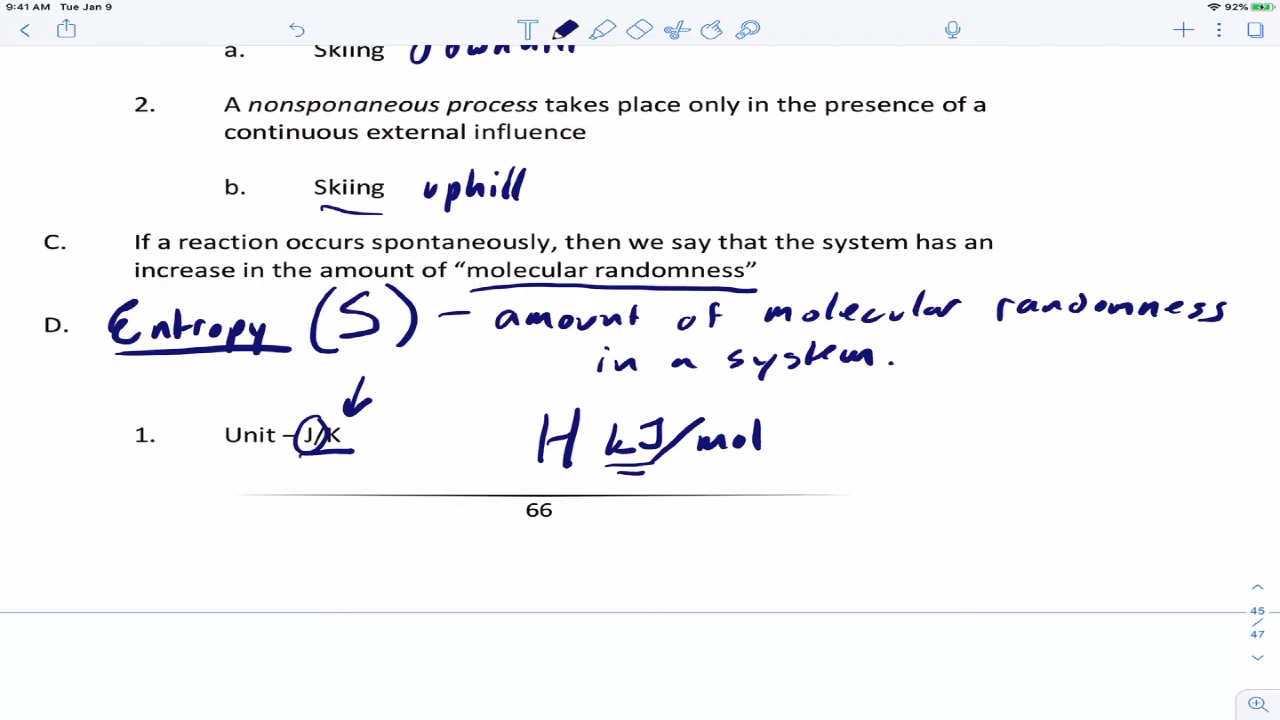 9:41 AM Tue Jan 9
92%
T
a. Skiing downhill
2. A nonsponaneous process takes place only in the presence of a
continuous external influence
b. Skiing uphill
C. If a reaction occurs spontaneously, then we say that the system has an
increase in the amount of “molecular randomness”
D. Entropy (S) – amount of molecular randomness
in a system.
1. Unit – J/K H kJ/mol
66
45
/
47